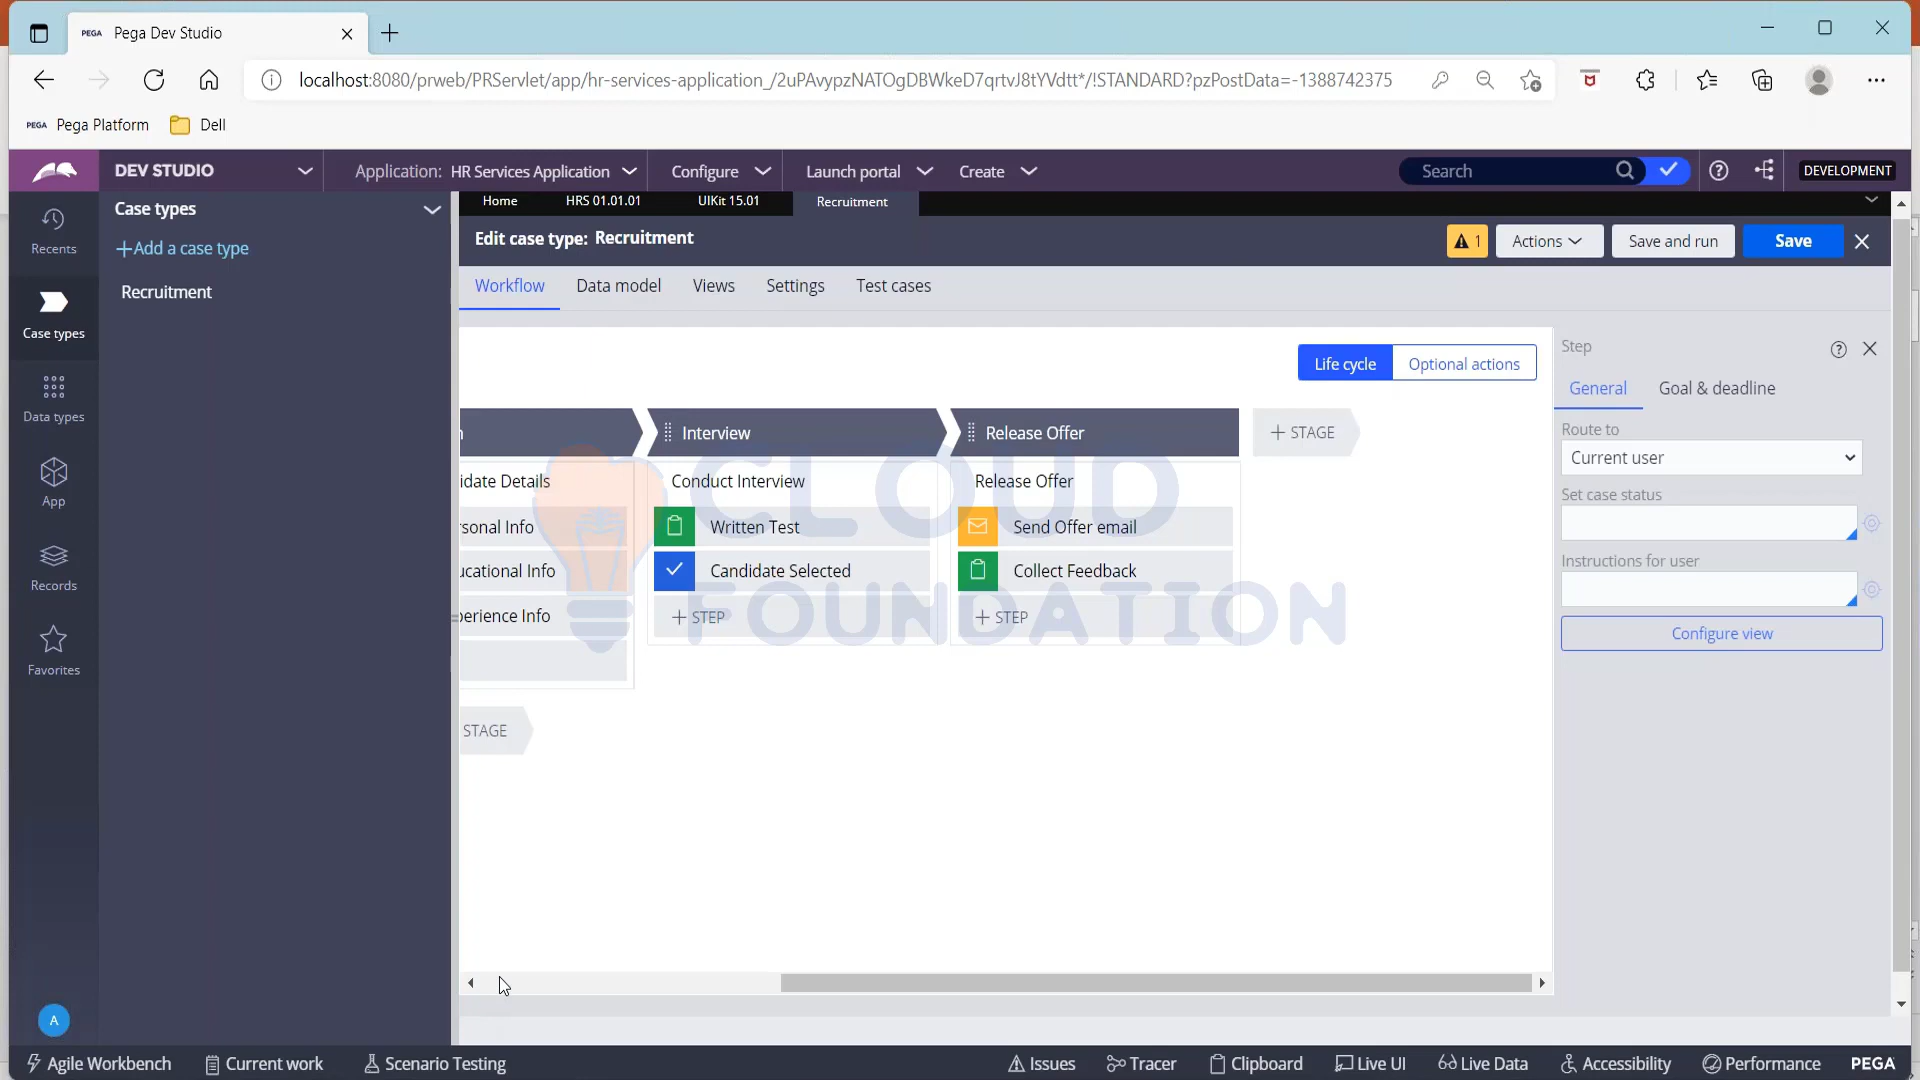 PEGA Pega Dev Studio
localhost:8080/prweb/PRServlet/app/hr-services-application_/2uPAvypzNATOgDBWkeD7qrtvJ8tYVdtt*/!STANDARD?pzPostData=-1388742375
PEGA Pega Platform Dell
DEV STUDIO Application: HR Services Application Configure Launch portal Create Search DEVELOPMENT
Recents
Case types
Data types
App
Records
Favorites
A
Case types
+Add a case type
Recruitment
Home HRS 01.01.01 UIKit 15.01 Recruitment
Edit case type: Recruitment 1 Actions Save and run Save
Workflow Data model Views Settings Test cases
Life cycle Optional actions
n Interview Release Offer + STAGE
idate Details Conduct Interview Release Offer
rsonal Info Written Test Send Offer email
ucational Info Candidate Selected Collect Feedback
perience Info + STEP + STEP
STAGE
CLOUD
FOUNDATION
Step
General Goal & deadline
Route to
Current user
Set case status
Instructions for user
Configure view
Agile Workbench Current work Scenario Testing Issues Tracer Clipboard Live UI Live Data Accessibility Performance PEGA